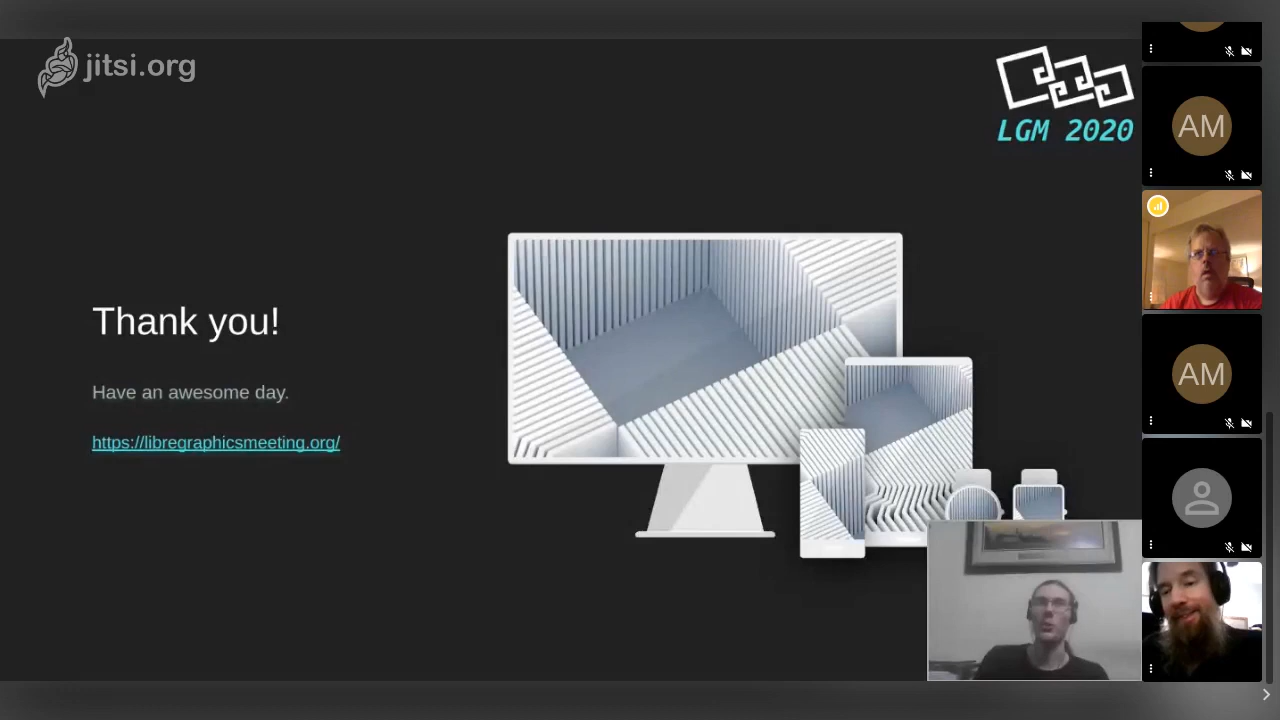 jitsi.org
LGM 2020
AM
Thank you!
Have an awesome day.
https://libregraphicsmeeting.org/
AM